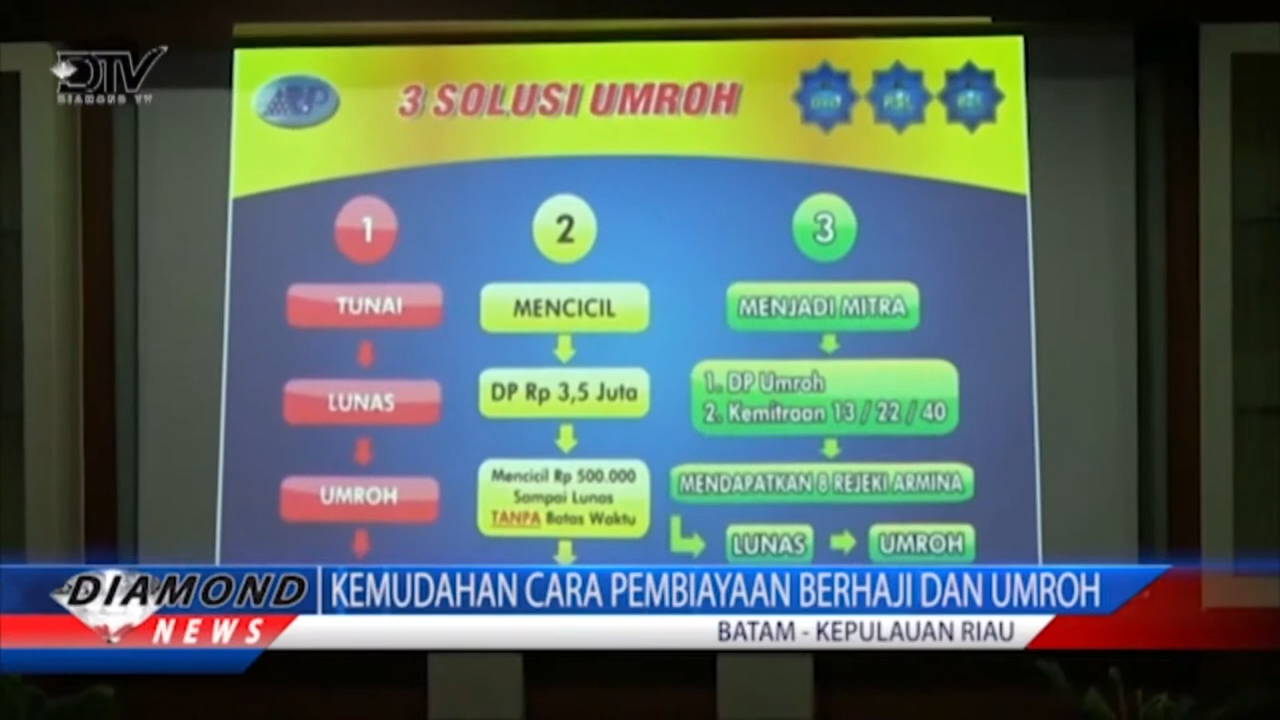 DTV
DIAMOND TV
3 SOLUSI UMROH
1
TUNAI
LUNAS
UMROH
2
MENCICIL
DP Rp 3,5 Juta
Mencicil Rp 500.000
Sampai Lunas
TANPA Batas Waktu
3
MENJADI MITRA
1. DP Umroh
2. Kemitraan 13 / 22 / 40
MENDAPATKAN 8 REJEKI ARMINA
LUNAS
UMROH
DIAMOND
NEWS
KEMUDAHAN CARA PEMBIAYAAN BERHAJI DAN UMROH
BATAM - KEPULAUAN RIAU